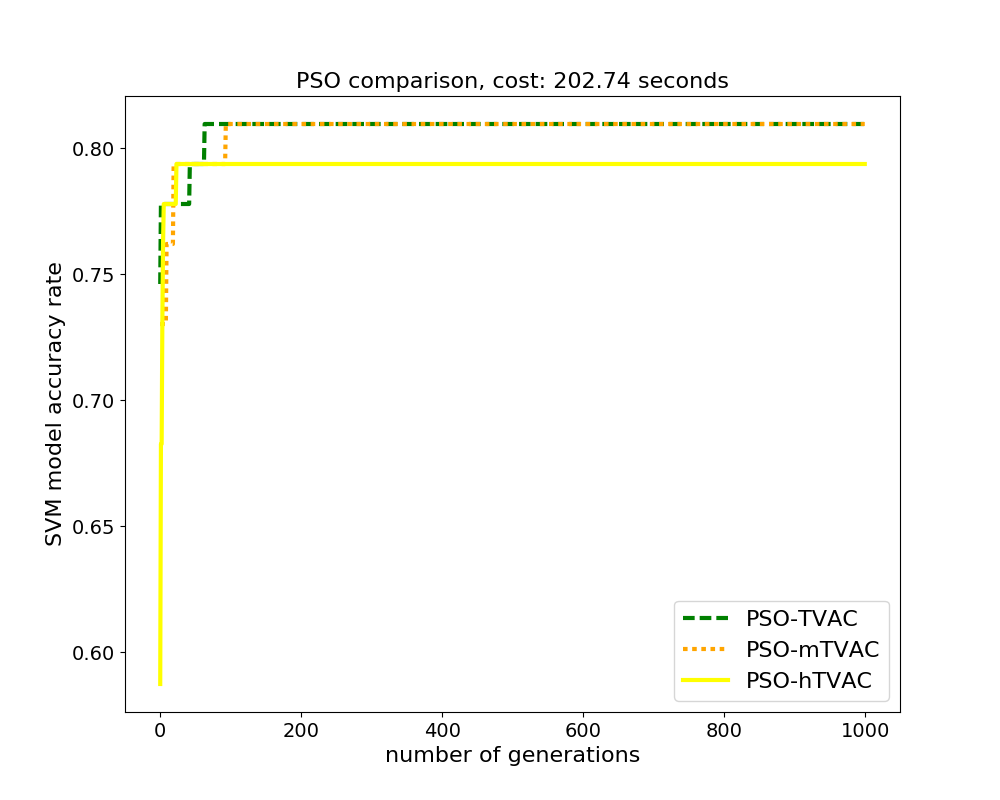 PSO comparison, cost: 202.74 seconds
SVM model accuracy rate
0.80
0.75
0.70
0.65
0.60
0 200 400 600 800 1000
number of generations
PSO-TVAC
PSO-mTVAC
PSO-hTVAC